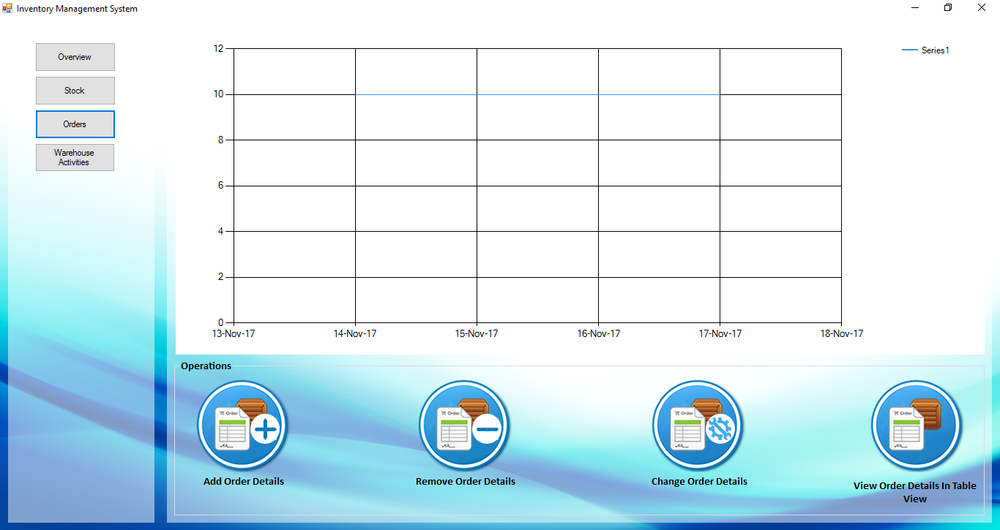 Inventory Management System
Overview
Stock
Orders
Warehouse
Activities
12
10
8
6
4
2
0
13-Nov-17
14-Nov-17
15-Nov-17
16-Nov-17
17-Nov-17
18-Nov-17
Series1
Operations
Order
Order
Order
Order
Add Order Details
Remove Order Details
Change Order Details
View Order Details In Table
View